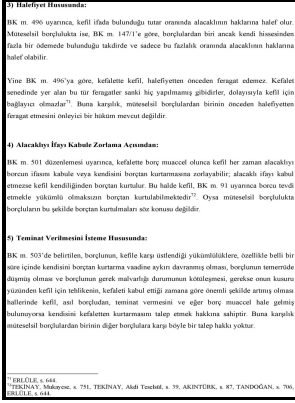 3) Halefiyet Hususunda:
BK m. 496 uyarınca, kefil ifada bulunduğu tutar oranında alacaklının haklarına halef olur.
Müteselsil borçlulukta ise, BK m. 147/1'e göre, borçlulardan biri ancak kendi hissesinden
fazla bir ödemede bulunduğu takdirde ve sadece bu fazlalık oranında alacaklının haklarına
halef olabilir.
Yine BK m. 496'ya göre, kefalette kefil, halefiyetten önceden feragat edemez. Kefalet
senedinde yer alan bu tür feragatler sanki hiç yapılmamış gibidirler, dolayısıyla kefil için
bağlayıcı olmazlar71. Buna karşılık, müteselsil borçlulardan birinin önceden halefiyetten
feragat etmesini önleyici bir hüküm mevcut değildir.
4) Alacaklıyı İfayı Kabule Zorlama Açısından:
BK m. 501 düzenlemesi uyarınca, kefalette borç muaccel olunca kefil her zaman alacaklıyı
borcun ifasını kabule veya kendisini borçtan kurtarmasına zorlayabilir; alacaklı ifayı kabul
etmezse kefil kendiliğinden borçtan kurtulur. Bu halde kefil, BK m. 91 uyarınca borcu tevdi
etmekle yükümlü olmaksızın borçtan kurtulabilmektedir72. Oysa müteselsil borçlulukta
borçluların bu şekilde borçtan kurtulmaları söz konusu değildir.
5) Teminat Verilmesini İsteme Hususunda:
BK m. 503'de belirtilen, borçlunun, kefile karşı üstlendiği yükümlülüklere, özellikle belli bir
süre içinde kendisini borçtan kurtarma vaadine aykırı davranmış olması, borçlunun temerrüde
düşmüş olması ve borçlunun gerek malvarlığı durumunun kötüleşmesi, gerekse onun kusuru
yüzünden kefil için tehlikenin, kefaleti kabul ettiği zamana göre önemli şekilde artmış olması
hallerinde kefil, asıl borçludan, teminat vermesini ve eğer borç muaccel hale gelmiş
bulunuyorsa kendisini kefaletten kurtarmasını talep etmek hakkına sahiptir. Buna karşılık
müteselsil borçlulardan birinin diğer borçlulara karşı böyle bir talep hakkı yoktur.
71 ERLÜLE, s. 644.
72 TEKİNAY, Mukayese, s. 751, TEKİNAY, Akdi Teselsül, s. 39, AKINTÜRK, s. 87, TANDOĞAN, s. 706,
ERLÜLE, s. 644.